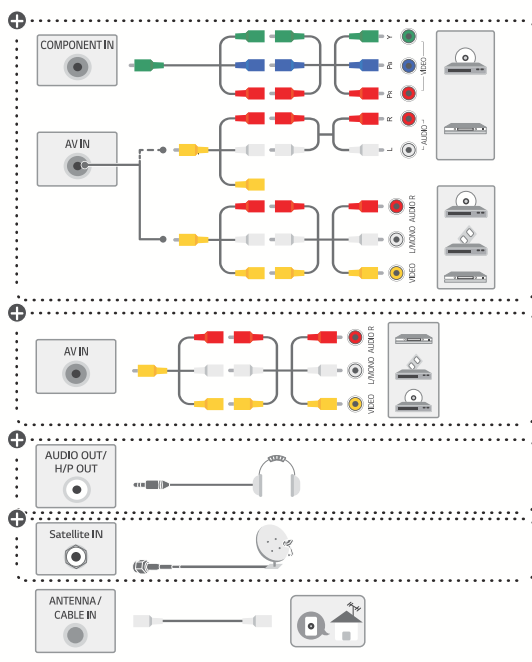 COMPONENT IN
Y
PB
PR
VIDEO
AV IN
R
L
AUDIO
AUDIO R
L/MONO
VIDEO
AV IN
AUDIO R
L/MONO
VIDEO
AUDIO OUT/
H/P OUT
Satellite IN
ANTENNA /
CABLE IN